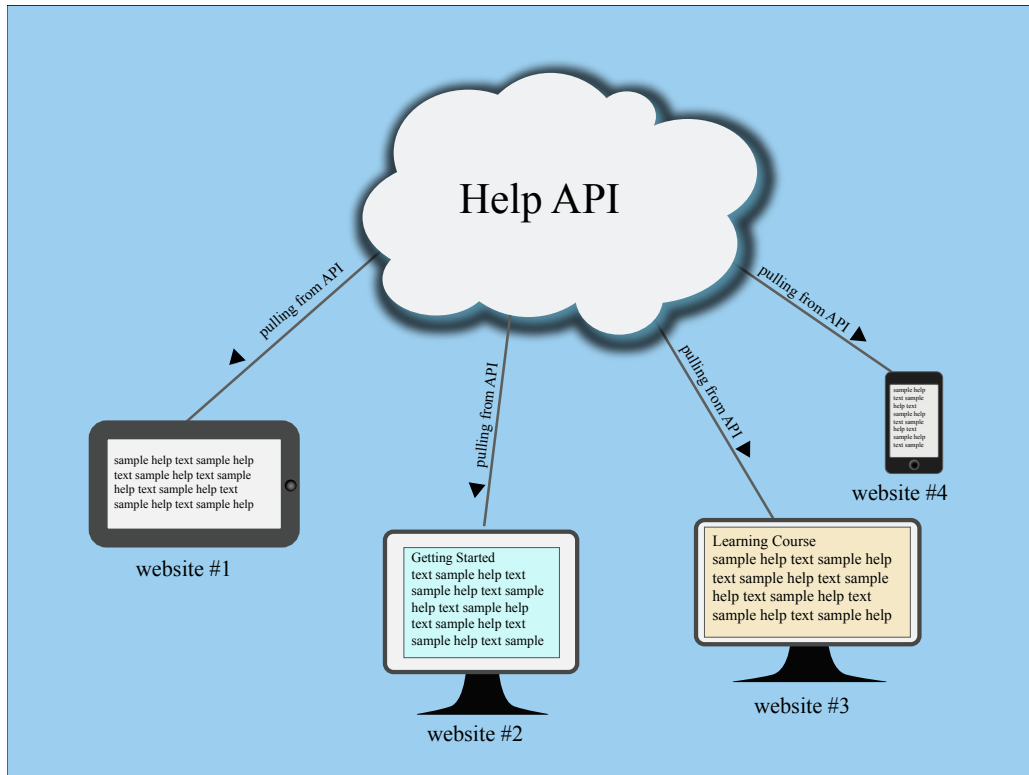 Help API
pulling from API
pulling from API
pulling from API
pulling from API
sample help text sample help
text sample help text sample
help text sample help text
sample help text sample help
website #1
Getting Started
text sample help text
sample help text sample
help text sample help
text sample help text
sample help text sample
website #2
Learning Course
sample help text sample help
text sample help text sample
help text sample help text
sample help text sample help
website #3
sample help
text sample
help text
sample help
text sample
help text
sample help
text sample
website #4